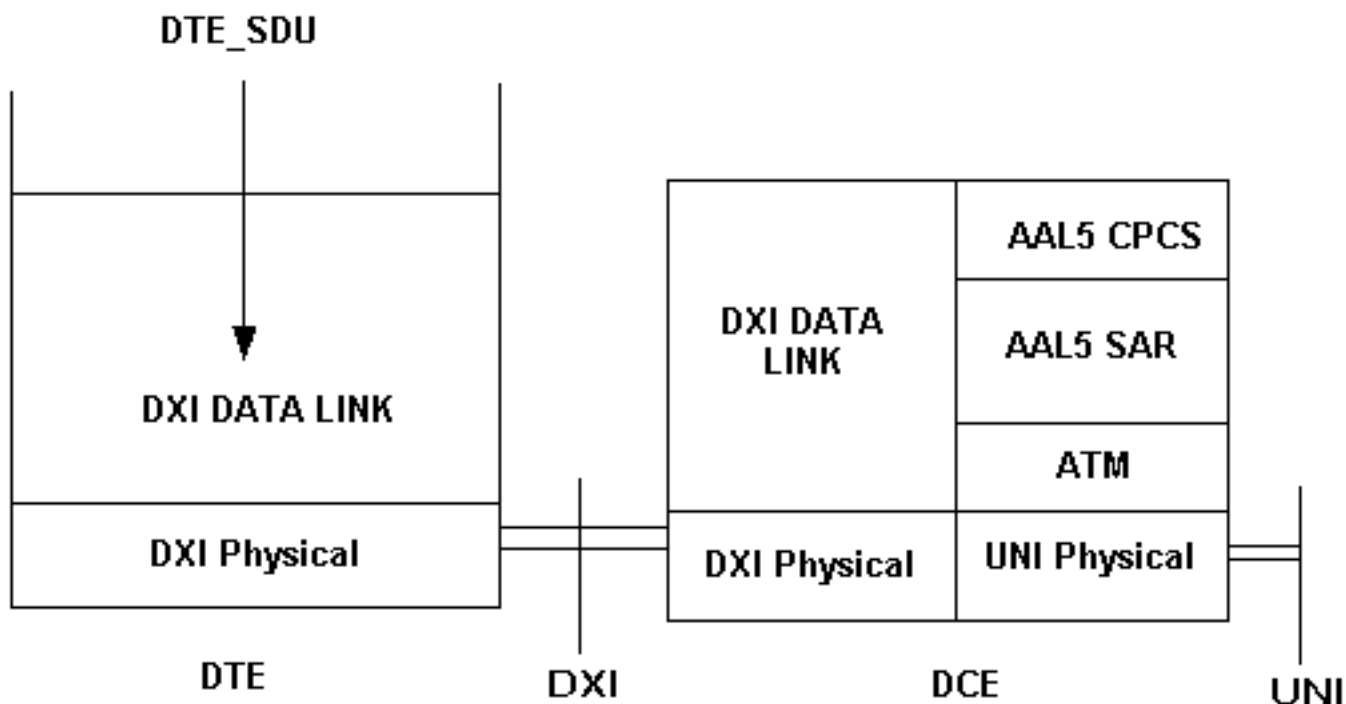 DTE_SDU
DXI DATA LINK
DXI Physical
DTE
DXI
DXI DATA
LINK
DXI Physical
AAL5 CPCS
AAL5 SAR
ATM
UNI Physical
DCE
UNI